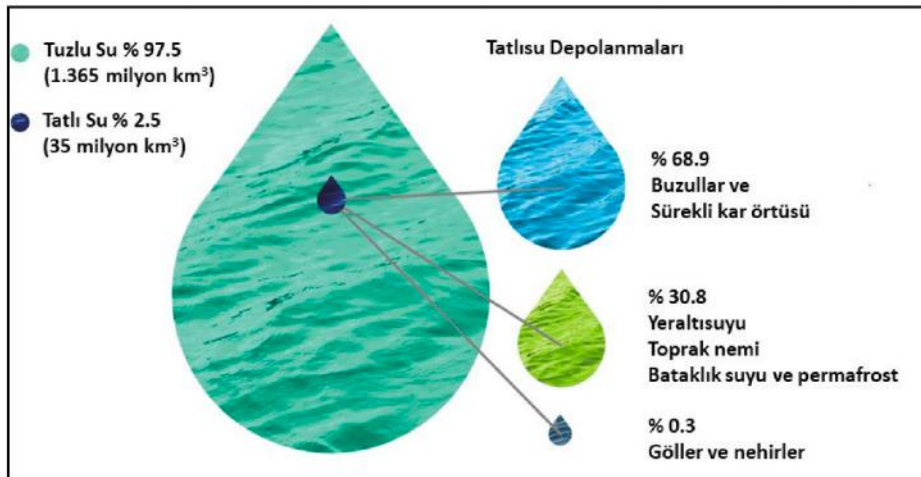 Tuzlu Su % 97.5
(1.365 milyon km³)
Tatlı Su % 2.5
(35 milyon km³)
Tatlısu Depolanmaları
% 68.9
Buzullar ve
Sürekli kar örtüsü
% 30.8
Yeraltısuyu
Toprak nemi
Bataklık suyu ve permafrost
% 0.3
Göller ve nehirler